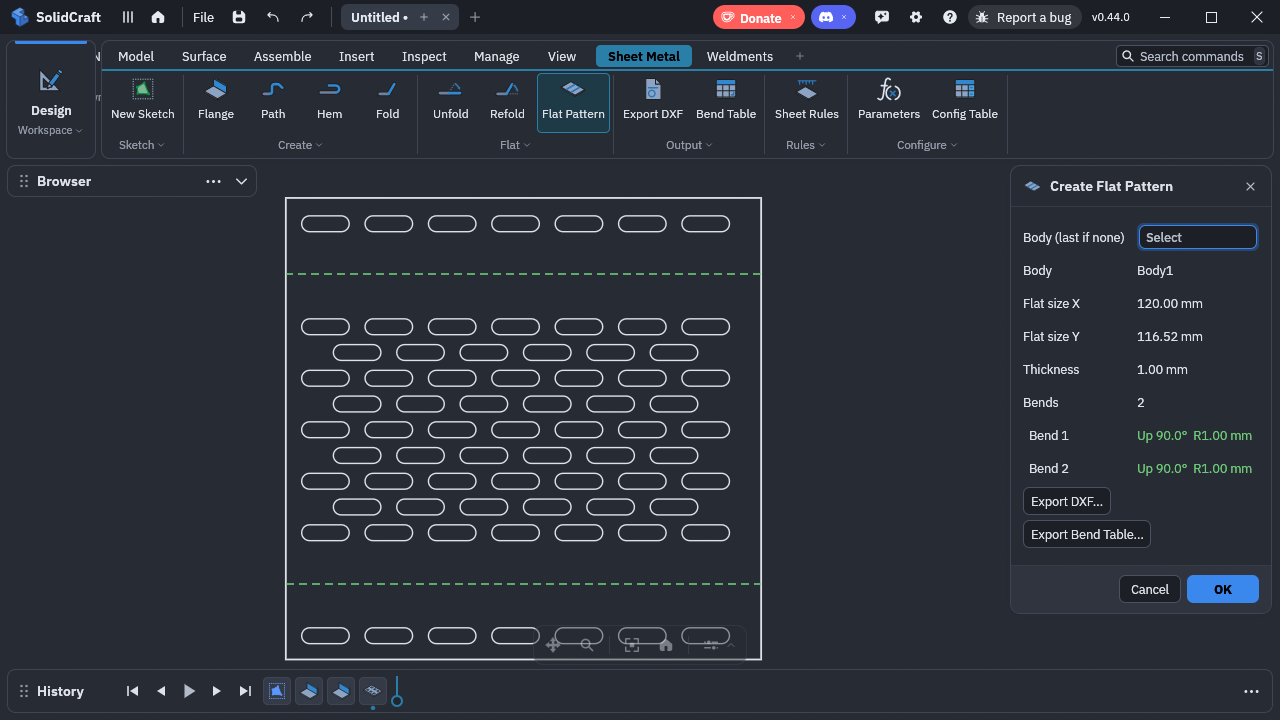 SolidCraft
File
Untitled •
Donate
Report a bug
v0.44.0
Design
Workspace
Model
Surface
Assemble
Insert
Inspect
Manage
View
Sheet Metal
Weldments
Search commands
S
New Sketch
Flange
Path
Hem
Fold
Unfold
Refold
Flat Pattern
Export DXF
Bend Table
Sheet Rules
Parameters
Config Table
Sketch
Create
Flat
Output
Rules
Configure
Browser
Create Flat Pattern
Body (last if none)
Select
Body
Body1
Flat size X
120.00 mm
Flat size Y
116.52 mm
Thickness
1.00 mm
Bends
2
Bend 1
Up 90.0° R1.00 mm
Bend 2
Up 90.0° R1.00 mm
Export DXF...
Export Bend Table...
Cancel
OK
History